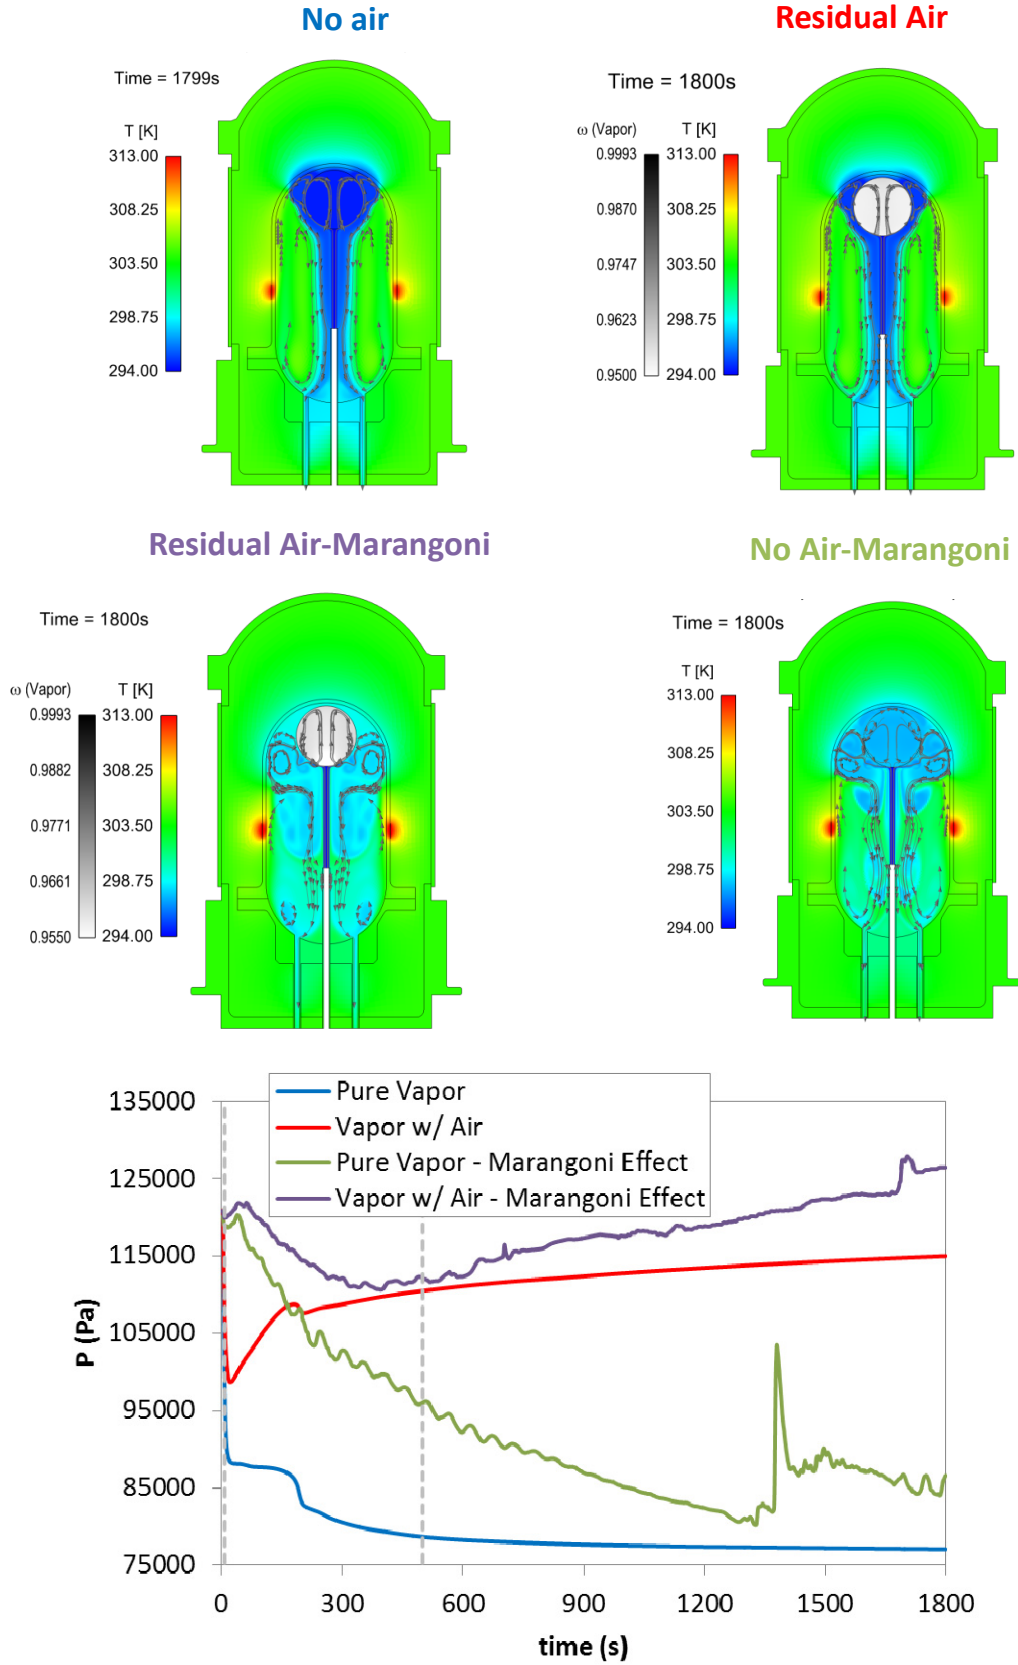 No air
Residual Air
Time = 1799s
T [K]
313.00
308.25
303.50
298.75
294.00
Time = 1800s
ω (Vapor) T [K]
0.9993 313.00
0.9870 308.25
0.9747 303.50
0.9623 298.75
0.9500 294.00
Residual Air-Marangoni
No Air-Marangoni
Time = 1800s
ω (Vapor) T [K]
0.9993 313.00
0.9882 308.25
0.9771 303.50
0.9661 298.75
0.9550 294.00
Time = 1800s
T [K]
313.00
308.25
303.50
298.75
294.00
Pure Vapor
Vapor w/ Air
Pure Vapor - Marangoni Effect
Vapor w/ Air - Marangoni Effect
P (Pa)
135000
125000
115000
105000
95000
85000
75000
0 300 600 900 1200 1500 1800
time (s)